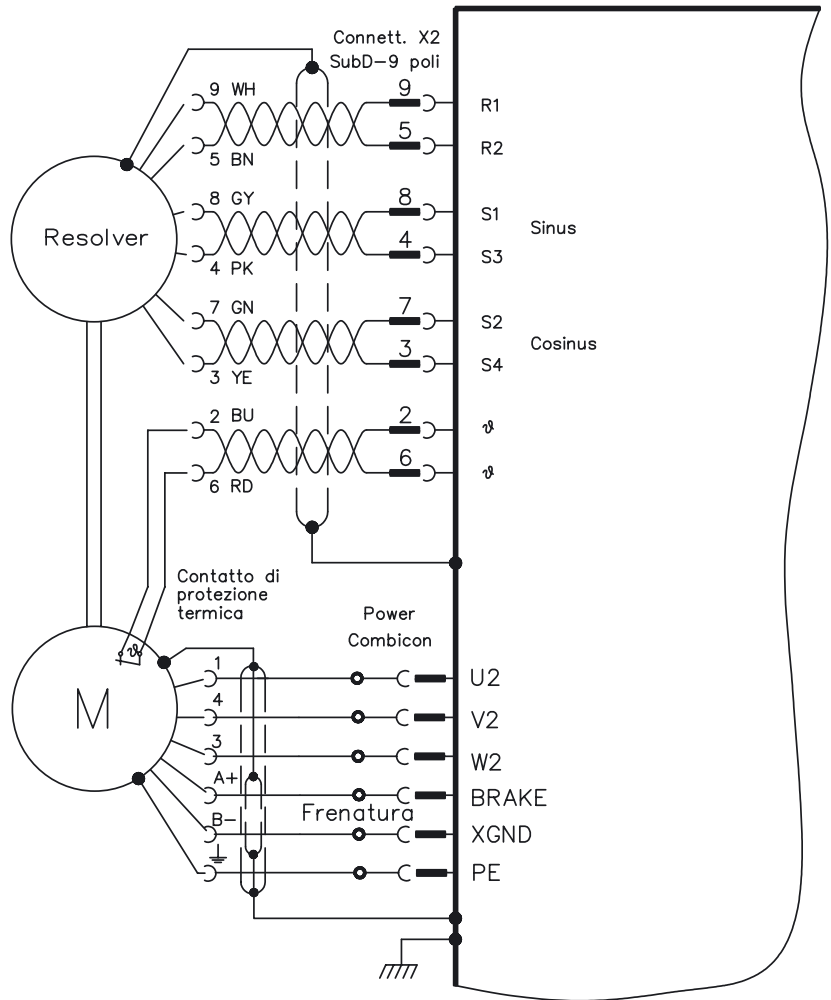 Connett. X2
SubD-9 poli
9 WH 9 R1
5 BN 5 R2
8 GY 8 S1
Resolver
Sinus
4 PK 4 S3
7 GN 7 S2
Cosinus
3 YE 3 S4
2 BU 2 ϑ
6 RD 6 ϑ
Contatto di
protezione
termica
Power
Combicon
ϑ
1 U2
4 V2
M
3 W2
A+ BRAKE
Frenatura
B- XGND
PE